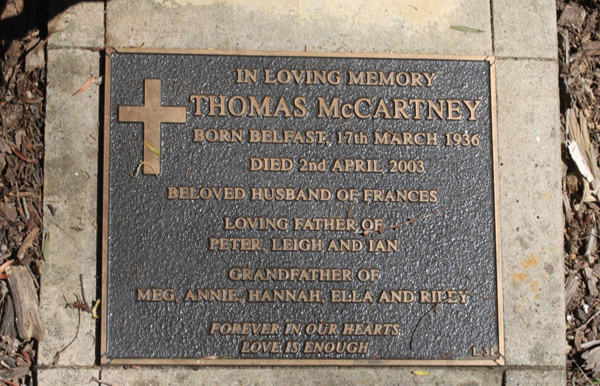 IN LOVING MEMORY
THOMAS McCARTNEY
BORN BELFAST, 17th MARCH 1936
DIED 2nd APRIL, 2003
BELOVED HUSBAND OF FRANCES
LOVING FATHER OF
PETER, LEIGH AND IAN
GRANDFATHER OF
MEG, ANNIE, HANNAH, ELLA AND RILEY
FOREVER IN OUR HEARTS
LOVE IS ENOUGH